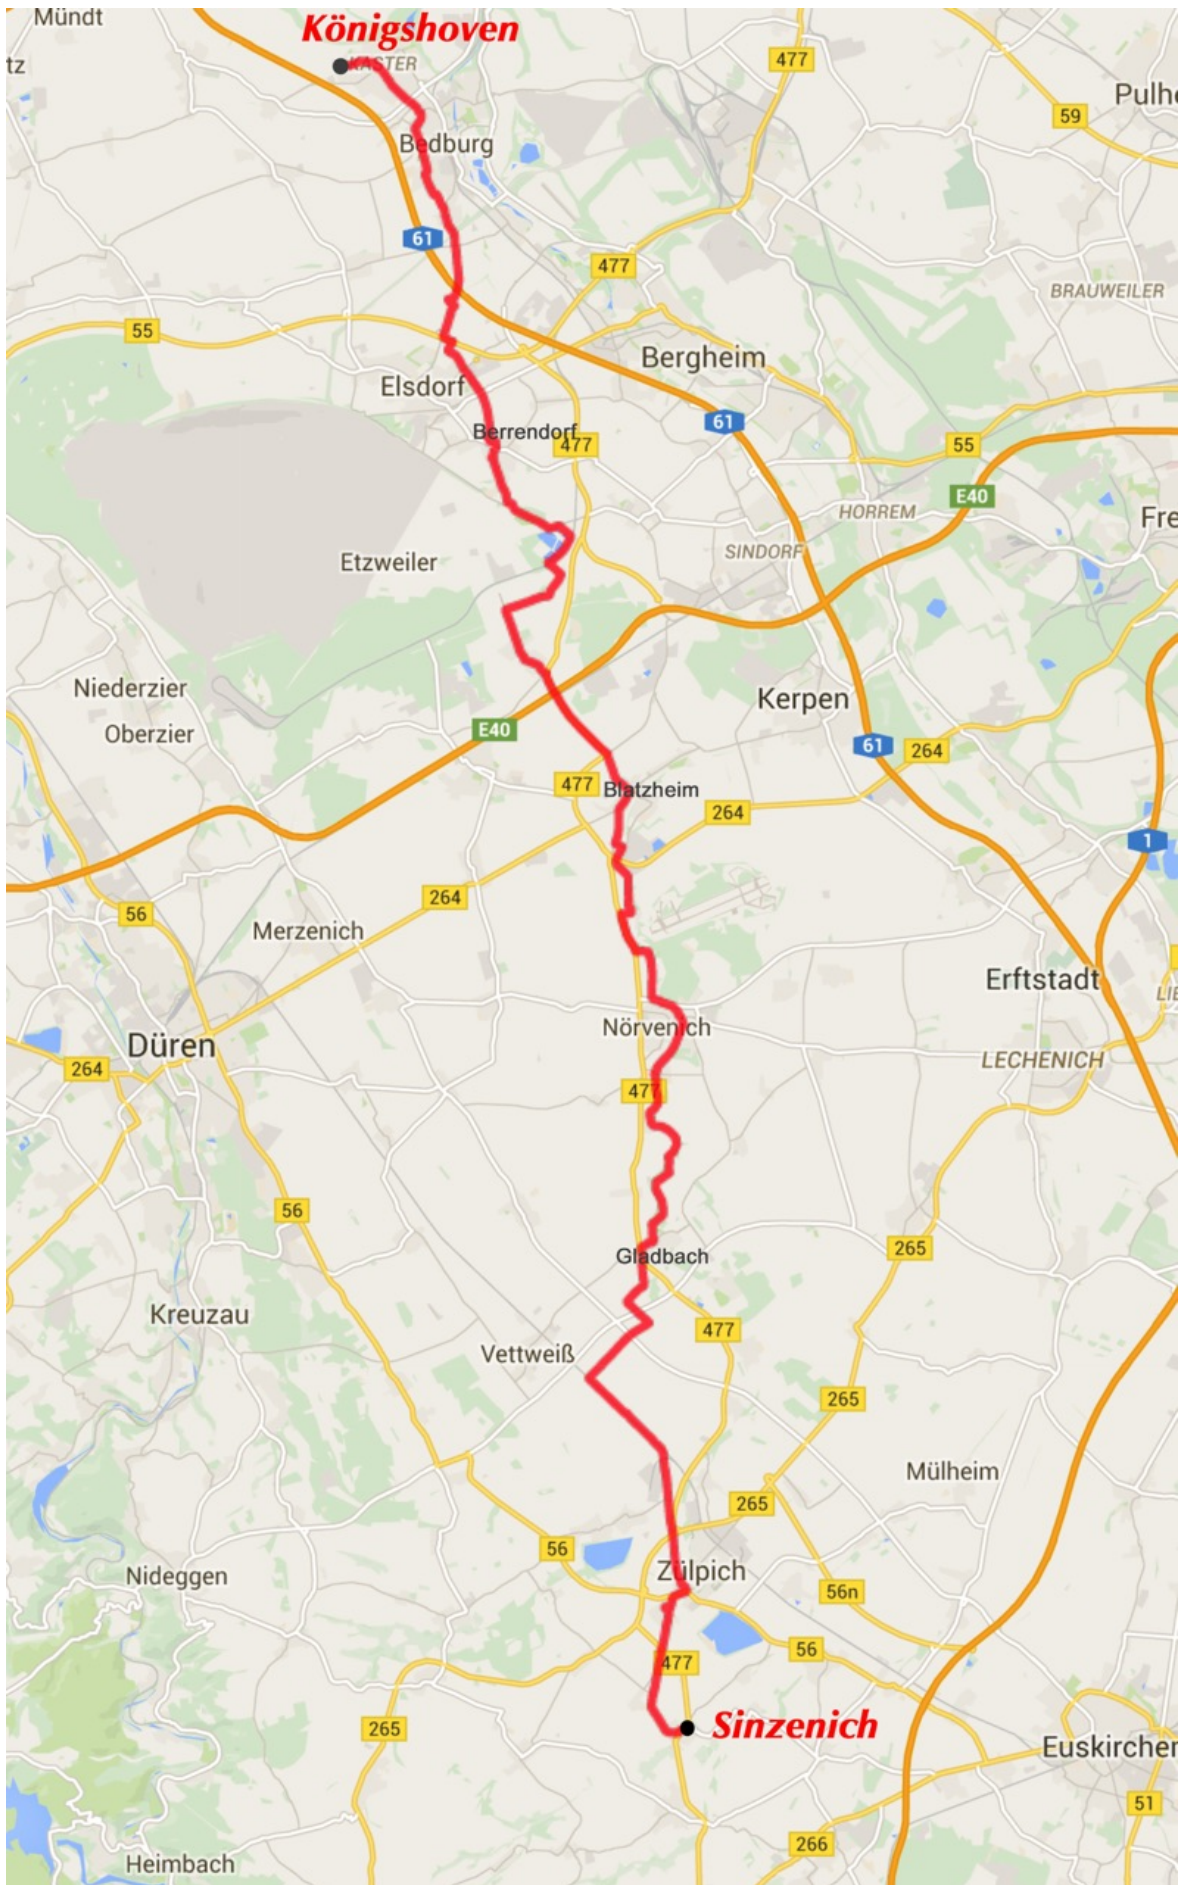 Mündt
Königshoven
tz
KASTER
477
Pulhe
59
Bedburg
61
477
BRAUWEILER
55
Bergheim
Elsdorf
61
Berrendorf
477
55
E40
HORREM
Fre
SINDORF
Etzweiler
Niederzier
Kerpen
Oberzier
E40
61
264
477
Blatzheim
264
1
264
56
Merzenich
Erftstadt
LIE
Nörvenich
Düren
LECHENICH
264
477
56
265
Gladbach
Kreuzau
477
Vettweiß
265
Mülheim
265
56
Zülpich
Nideggen
56n
56
477
Sinzenich
265
Euskirchen
51
266
Heimbach